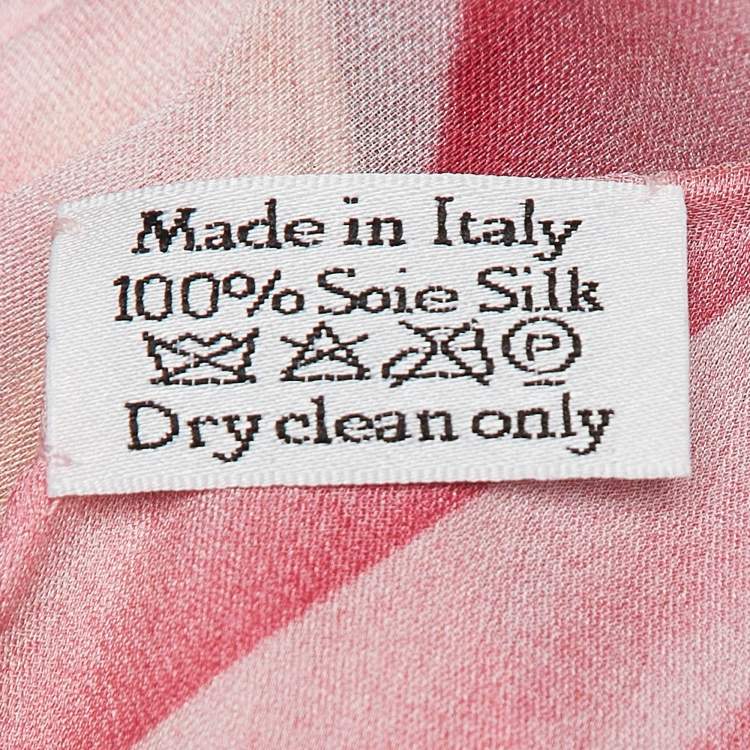 Made in Italy
100% Soie Silk
P
Dry clean only